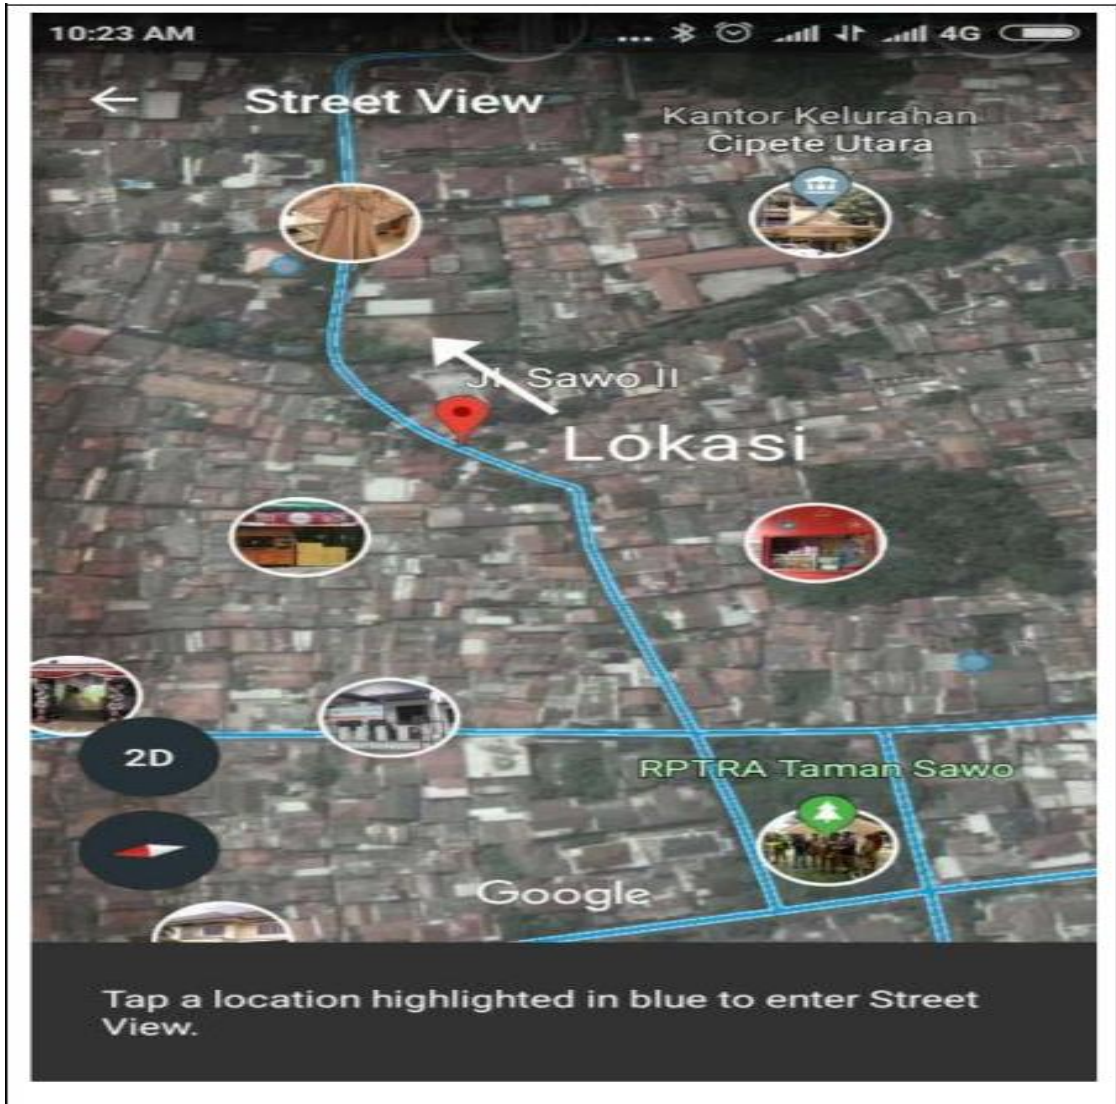 10:23 AM
... 4G
Street View
Kantor Kelurahan
Cipete Utara
Jl. Sawo II
Lokasi
2D
RPTRA Taman Sawo
Google
Tap a location highlighted in blue to enter Street
View.